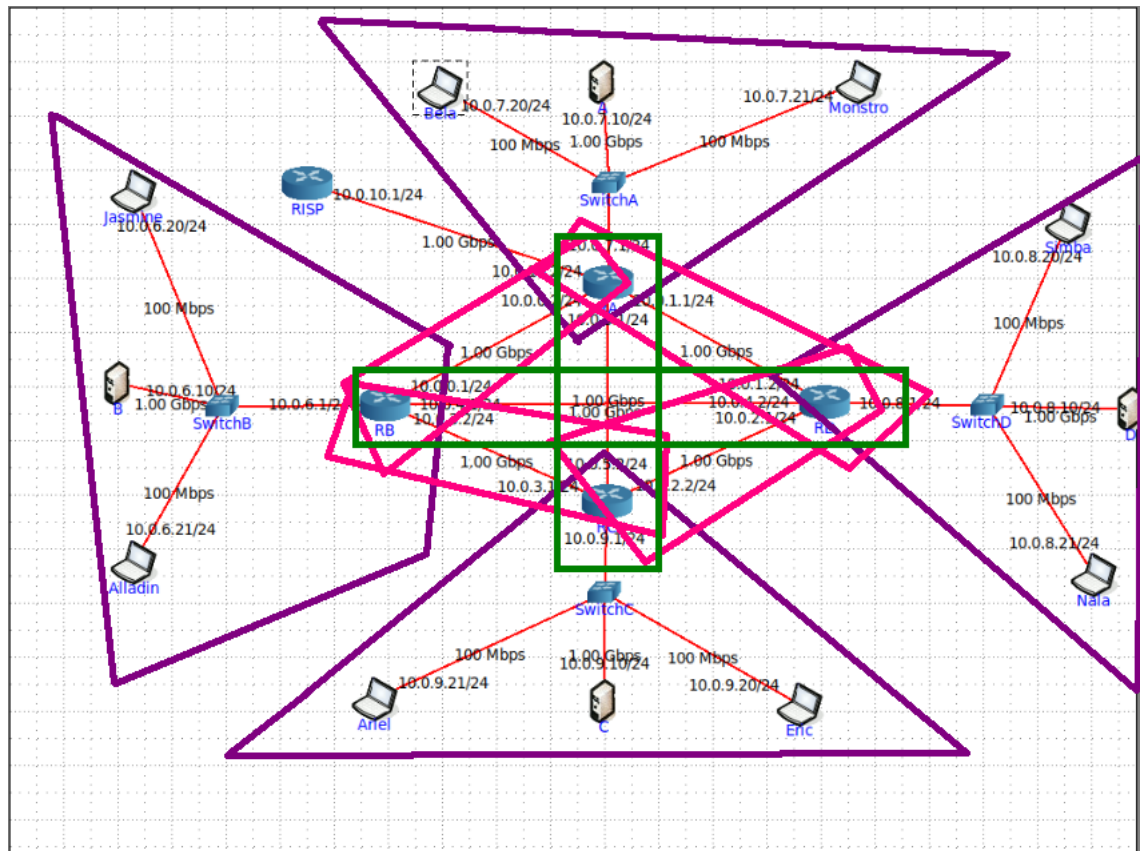 10.0.7.20/24
Bela
A
10.0.7.10/24
10.0.7.21/24
Monstro
100 Mbps
1.00 Gbps
100 Mbps
SwitchA
RISP
10.0.10.1/24
1.00 Gbps
Jasmine
10.0.6.20/24
Simba
10.0.8.20/24
10.0.1.1/24
100 Mbps
100 Mbps
1.00 Gbps
1.00 Gbps
10.0.0.1/24
10.0.1.2/24
B
10.0.6.10/24
1.00 Gbps
SwitchB
RB
1.00 Gbps
1.00 Gbps
SwitchD
10.0.8.10/24
1.00 Gbps
1.00 Gbps
1.00 Gbps
100 Mbps
100 Mbps
10.0.6.21/24
Alladin
10.0.9.1/24
10.0.8.21/24
Nala
SwitchC
100 Mbps
1.00 Gbps
100 Mbps
10.0.9.10/24
10.0.9.21/24
10.0.9.20/24
Ariel
C
Eric